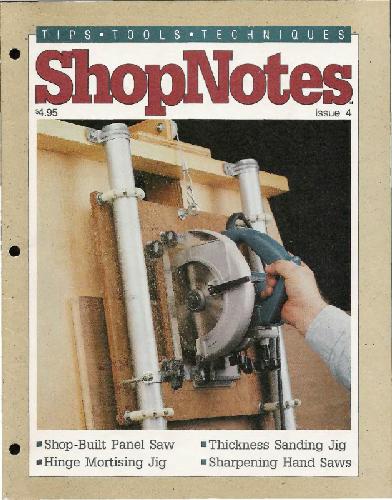 TIPS • TOOLS • TECHNIQUES
ShopNotes
$4.95 Issue 4
■ Shop-Built Panel Saw ■ Thickness Sanding Jig
■ Hinge Mortising Jig ■ Sharpening Hand Saws